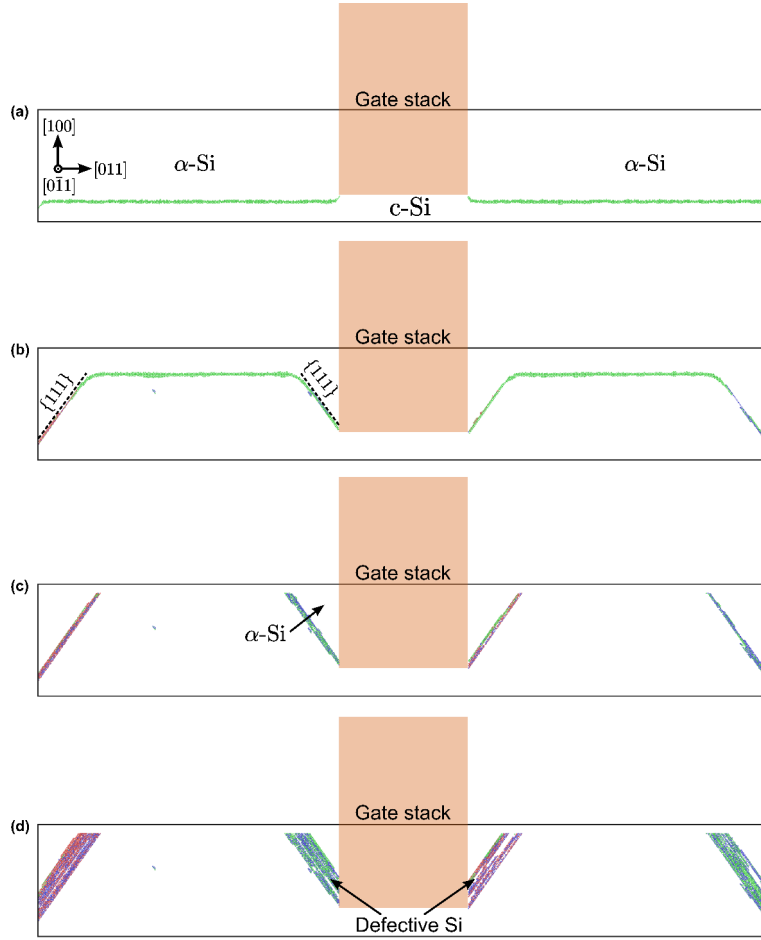 Gate stack
(a)
[100]
[011]
[01̄1]
α-Si
α-Si
c-Si
Gate stack
(b)
{111}
{111}
Gate stack
(c)
α-Si
Gate stack
(d)
Defective Si